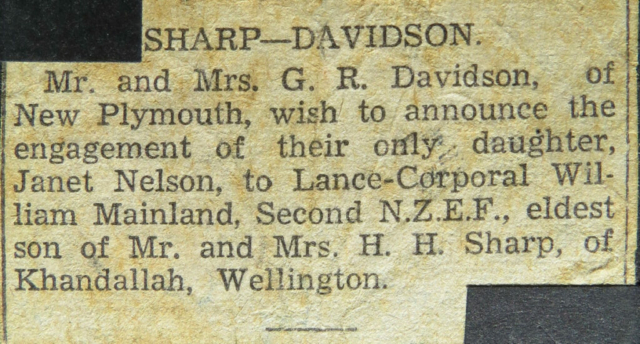 SHARP—DAVIDSON.
Mr. and Mrs. G. R. Davidson, of
New Plymouth, wish to announce the
engagement of their only daughter,
Janet Nelson, to Lance-Corporal Wil-
liam Mainland, Second N.Z.E.F., eldest
son of Mr. and Mrs. H. H. Sharp, of
Khandallah, Wellington.